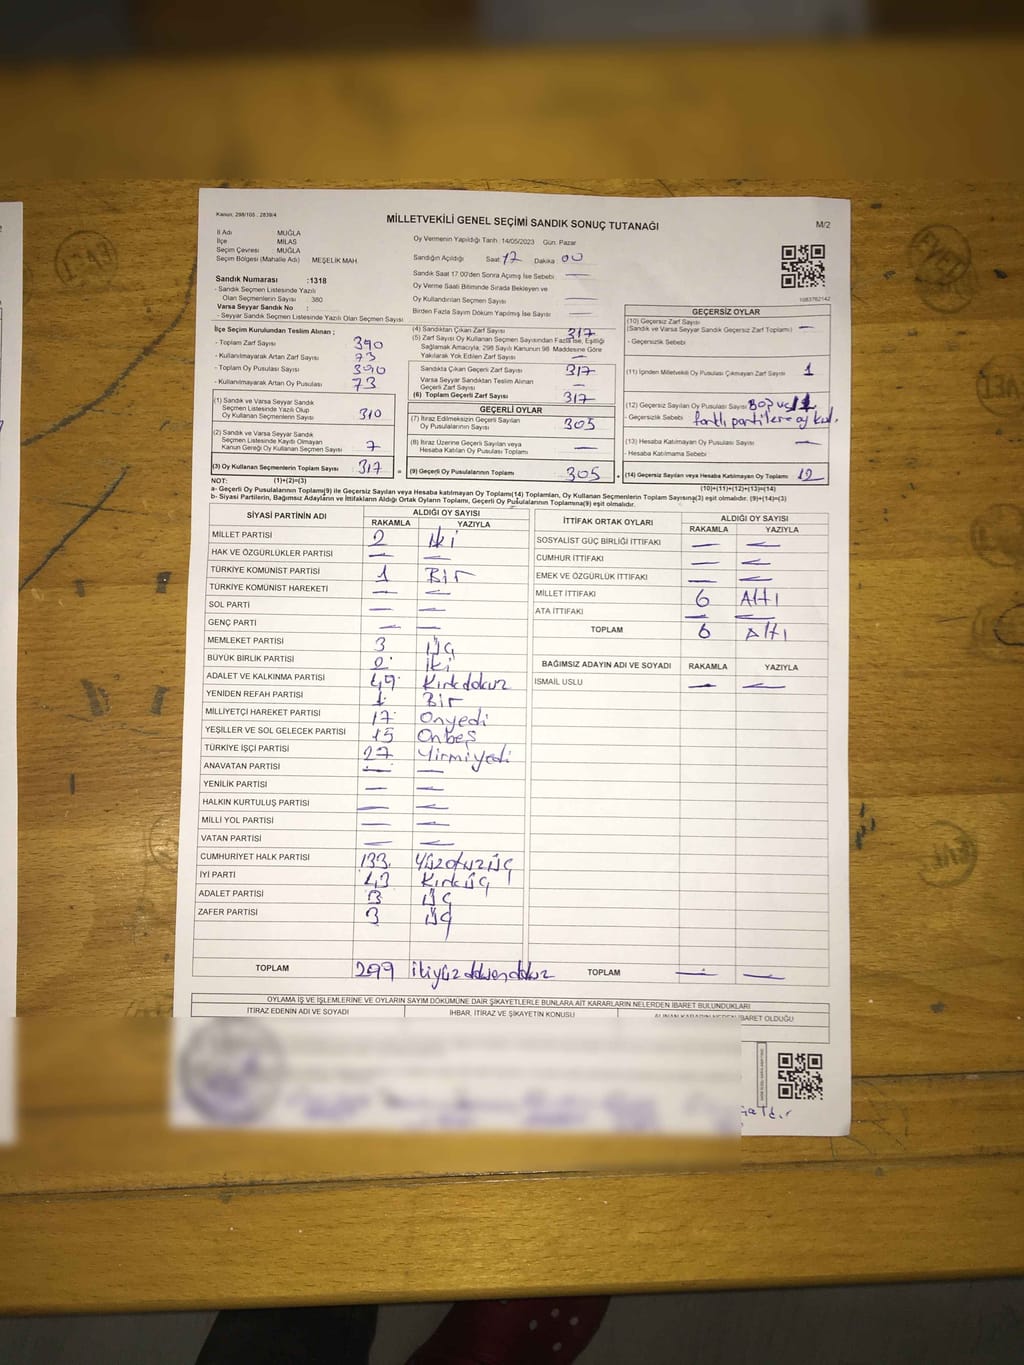 Kanun, 298/105 , 2839/4
MİLLETVEKİLİ GENEL SEÇİMİ SANDIK SONUÇ TUTANAĞI
M/2
İl Adı MUĞLA
İlçe MİLAS
Seçim Çevresi : MUĞLA
Seçim Bölgesi (Mahalle Adı) MEŞELİK MAH.
Sandık Numarası :1318
- Sandık Seçmen Listesinde Yazılı
Olan Seçmenlerin Sayısı : 380
Varsa Seyyar Sandık No :
- Seyyar Sandık Seçmen Listesinde Yazılı Olan Seçmen Sayısı
Oy Vermenin Yapıldığı Tarih : 14/05/2023 Gün. Pazar
Sandığın Açıldığı Saat 17 Dakika 00
Sandık Saat 17.00'den Sonra Açımış İse Sebebi : —
Oy Verme Saati Bitiminde Sırada Bekleyen ve
Oy Kullandırılan Seçmen Sayısı —
Birden Fazla Sayım Döküm Yapılmış İse Sayısı : —
1083762142
İlçe Seçim Kurulundan Teslim Alınan ;
- Toplam Zarf Sayısı 390
- Kullanılmayarak Artan Zarf Sayısı 73
- Toplam Oy Pusulası Sayısı 390
- Kullanılmayarak Artan Oy Pusulası 73
(1) Sandık ve Varsa Seyyar Sandık
Seçmen Listesinde Yazılı Olup
Oy Kullanan Seçmenlerin Sayısı 310
(2) Sandık ve Varsa Seyyar Sandık
Seçmen Listesinde Kayıtlı Olmayan
Kanun Gereği Oy Kullanan Seçmen Sayısı 7
(3) Oy Kullanan Seçmenlerin Toplam Sayısı 317 =
(1)+(2)=(3)
(4) Sandıktan Çıkan Zarf Sayısı 317
(5) Zarf Sayısı Oy Kullanan Seçmen Sayısından Fazla İse, Eşitliği
Sağlamak Amacıyla; 298 Sayılı Kanunun 98. Maddesine Göre
Yakılarak Yok Edilen Zarf Sayısı —
Sandıkta Çıkan Geçerli Zarf Sayısı 317
Varsa Seyyar Sandıktan Teslim Alınan
Geçerli Zarf Sayısı —
(6) Toplam Geçerli Zarf Sayısı 317
GEÇERLİ OYLAR
(7) İtiraz Edilmeksizin Geçerli Sayılan
Oy Pusulalarının Sayısı 305
(8) İtiraz Üzerine Geçerli Sayılan veya
Hesaba Katılan Oy Pusulası Toplamı —
(9) Geçerli Oy Pusulalarının Toplamı 305 +
GEÇERSİZ OYLAR
(10) Geçersiz Zarf Sayısı
(Sandık ve Varsa Seyyar Sandık Geçersiz Zarf Toplamı) —
- Geçersizlik Sebebi
(11) İçinden Milletvekili Oy Pusulası Çıkmayan Zarf Sayısı 1
(12) Geçersiz Sayılan Oy Pusulası Sayısı
- Geçersizlik Sebebi farklı partilere oy kul.
(13) Hesaba Katılmayan Oy Pusulası Sayısı —
- Hesaba Katılmama Sebebi
(14) Geçersiz Sayılan veya Hesaba Katılmayan Oy Toplamı 12
(10)+(11)+(12)+(13)=(14)
NOT:
a- Geçerli Oy Pusulalarının Toplamı(9) ile Geçersiz Sayılan veya Hesaba katılmayan Oy Toplamı(14) Toplamları, Oy Kullanan Seçmenlerin Toplam Sayısına(3) eşit olmalıdır. (9)+(14)=(3)
b- Siyasi Partilerin, Bağımsız Adayların ve İttifakların Aldığı Ortak Oyların Toplamı, Geçerli Oy Pusulalarının Toplamına(9) eşit olmalıdır.
SİYASİ PARTİNİN ADI ALDIĞI OY SAYISI
RAKAMLA YAZIYLA
MİLLET PARTİSİ 2 iki
HAK VE ÖZGÜRLÜKLER PARTİSİ — —
TÜRKİYE KOMÜNİST PARTİSİ 1 Bir
TÜRKİYE KOMÜNİST HAREKETİ — —
SOL PARTİ — —
GENÇ PARTİ — —
MEMLEKET PARTİSİ 3 üç
BÜYÜK BİRLİK PARTİSİ 2 iki
ADALET VE KALKINMA PARTİSİ 49 Kırkdokuz
YENİDEN REFAH PARTİSİ 1 Bir
MİLLİYETÇİ HAREKET PARTİSİ 17 Onyedi
YEŞİLLER VE SOL GELECEK PARTİSİ 15 Onbeş
TÜRKİYE İŞÇİ PARTİSİ 27 Yirmiyedi
ANAVATAN PARTİSİ — —
YENİLİK PARTİSİ — —
HALKIN KURTULUŞ PARTİSİ — —
MİLLİ YOL PARTİSİ — —
VATAN PARTİSİ — —
CUMHURİYET HALK PARTİSİ 133 Yüzotuzüç
İYİ PARTİ 43 Kırküç
ADALET PARTİSİ 3 üç
ZAFER PARTİSİ 3 üç
TOPLAM 299 ikiyüzdoksandokuz
İTTİFAK ORTAK OYLARI ALDIĞI OY SAYISI
RAKAMLA YAZIYLA
SOSYALİST GÜÇ BİRLİĞİ İTTİFAKI — —
CUMHUR İTTİFAKI — —
EMEK VE ÖZGÜRLÜK İTTİFAKI — —
MİLLET İTTİFAKI 6 Altı
ATA İTTİFAKI — —
TOPLAM 6 Altı
BAĞIMSIZ ADAYIN ADI VE SOYADI RAKAMLA YAZIYLA
İSMAİL USLU — —
TOPLAM — —
OYLAMA İŞ VE İŞLEMLERİNE VE OYLARIN SAYIM DÖKÜMÜNE DAİR ŞİKAYETLERLE BUNLARA AİT KARARLARIN NELERDEN İBARET BULUNDUKLARI
İTİRAZ EDENİN ADI VE SOYADI İHBAR, İTİRAZ VE ŞİKAYETİN KONUSU ALINAN KARARIN NEDEN İBARET OLDUĞU